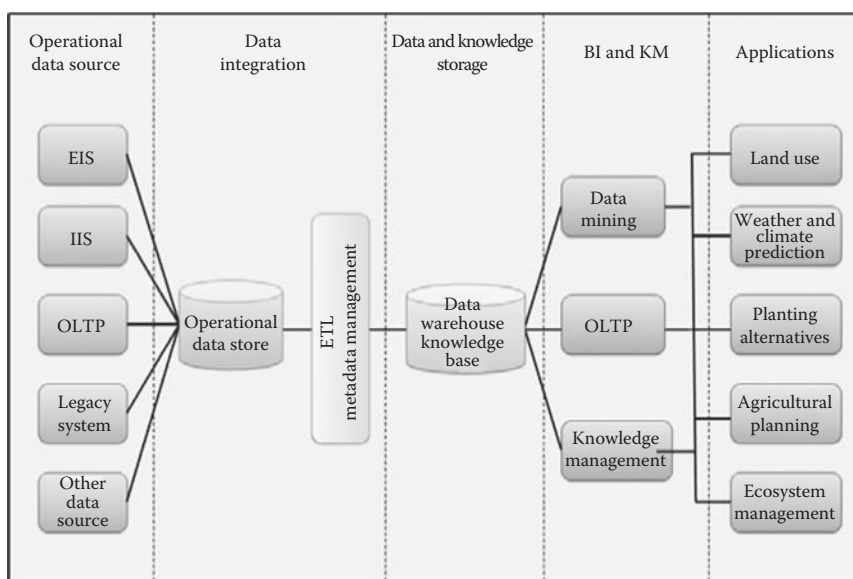 Operational
data source
Data
integration
Data and knowledge
storage
BI and KM
Applications
EIS
IIS
OLTP
Legacy
system
Other
data
source
Operational
data store
ETL
metadata management
Data
warehouse
knowledge
base
Data
mining
OLTP
Knowledge
management
Land use
Weather and
climate
prediction
Planting
alternatives
Agricultural
planning
Ecosystem
management